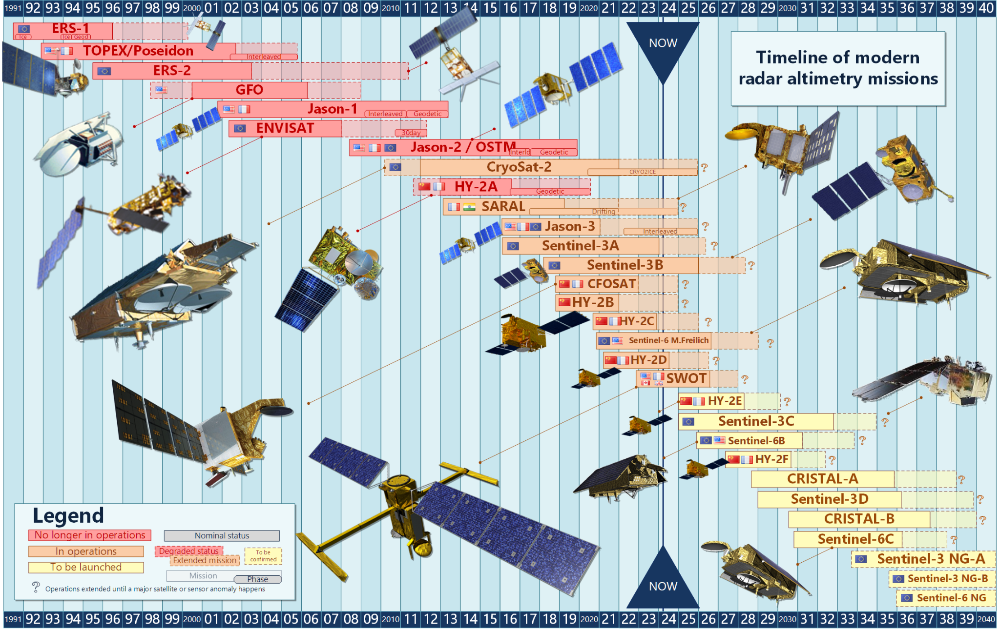 1991 92 93 94 95 96 97 98 99 2000 01 02 03 04 05 06 07 08 09 2010 11 12 13 14 15 16 17 18 19 2020 21 22 23 24 25 26 27 28 29 2030 31 32 33 34 35 36 37 38 39 40
NOW
Timeline of modern
radar altimetry missions
ERS-1
Ice Ice Geod
TOPEX/Poseidon
Interleaved
ERS-2
GFO
Jason-1
Interleaved Geodetic
ENVISAT
30day
Jason-2 / OSTM
Interld Geodetic
CryoSat-2 ?
CRYO2ICE
HY-2A
Geodetic
SARAL ?
Drifting
Jason-3 ?
Interleaved
Sentinel-3A ?
Sentinel-3B ?
CFOSAT ?
HY-2B ?
HY-2C ?
Sentinel-6 M.Freilich ?
HY-2D ?
SWOT ?
HY-2E ?
Sentinel-3C ?
Sentinel-6B ?
HY-2F ?
CRISTAL-A ?
Sentinel-3D ?
CRISTAL-B ?
Sentinel-6C ?
Sentinel-3 NG-A
Sentinel-3 NG-B
Sentinel-6 NG
Legend
No longer in operations
In operations
To be launched
Nominal status
Degraded status
Extended mission
To be
confirmed
Mission
Phase
? Operations extended until a major satellite or sensor anomaly happens
NOW
1991 92 93 94 95 96 97 98 99 2000 01 02 03 04 05 06 07 08 09 2010 11 12 13 14 15 16 17 18 19 2020 21 22 23 24 25 26 27 28 29 2030 31 32 33 34 35 36 37 38 39 2040